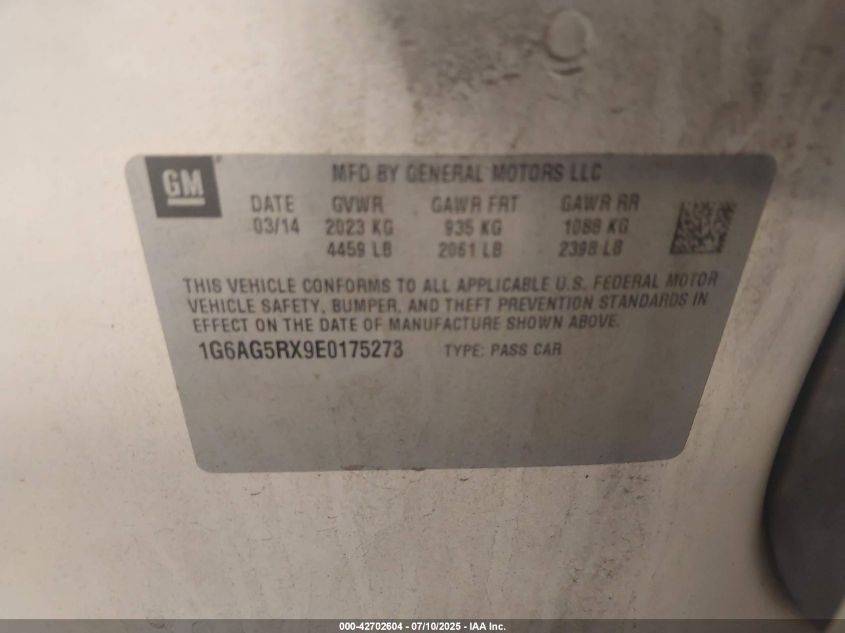 GM
MFD BY GENERAL MOTORS LLC
DATE GVWR GAWR FRT GAWR RR
03/14 2023 KG 935 KG 1088 KG
4459 LB 2061 LB 2398 LB
THIS VEHICLE CONFORMS TO ALL APPLICABLE U.S. FEDERAL MOTOR
VEHICLE SAFETY, BUMPER, AND THEFT PREVENTION STANDARDS IN
EFFECT ON THE DATE OF MANUFACTURE SHOWN ABOVE.
1G6AG5RX9E0175273 TYPE: PASS CAR
000-42702604 - 07/10/2025 - IAA Inc.